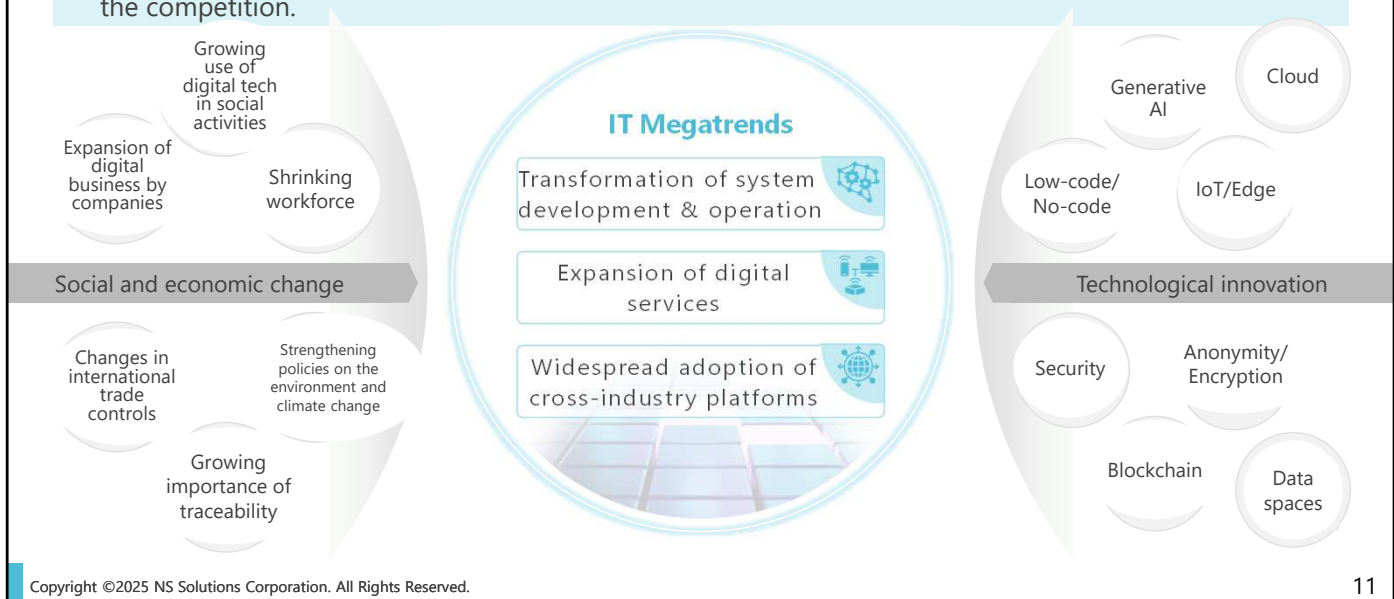 the competition.
Growing
use of
digital tech
in social
activities
Expansion of
digital
business by
companies
Shrinking
workforce
Social and economic change
Changes in
international
trade
controls
Strengthening
policies on the
environment and
climate change
Growing
importance of
traceability
IT Megatrends
Transformation of system
development & operation
Expansion of digital
services
Widespread adoption of
cross-industry platforms
Generative
AI
Cloud
Low-code/
No-code
IoT/Edge
Technological innovation
Security
Anonymity/
Encryption
Blockchain
Data
spaces
Copyright ©2025 NS Solutions Corporation. All Rights Reserved.
11